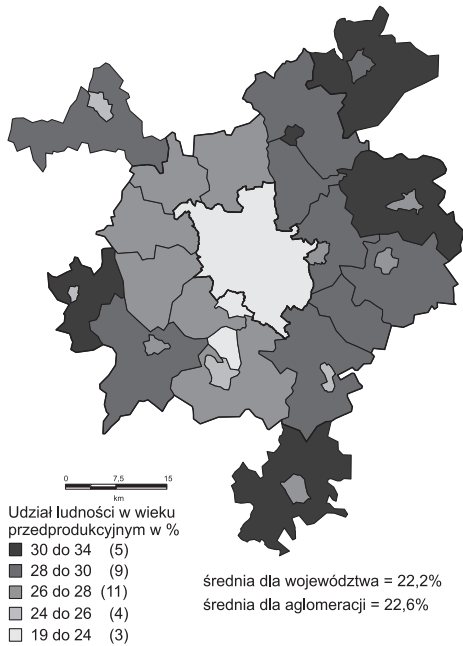 0 7,5 15
km
Udział ludności w wieku
przedprodukcyjnym w %
30 do 34 (5)
28 do 30 (9)
26 do 28 (11)
24 do 26 (4)
19 do 24 (3)
średnia dla województwa = 22,2%
średnia dla aglomeracji = 22,6%